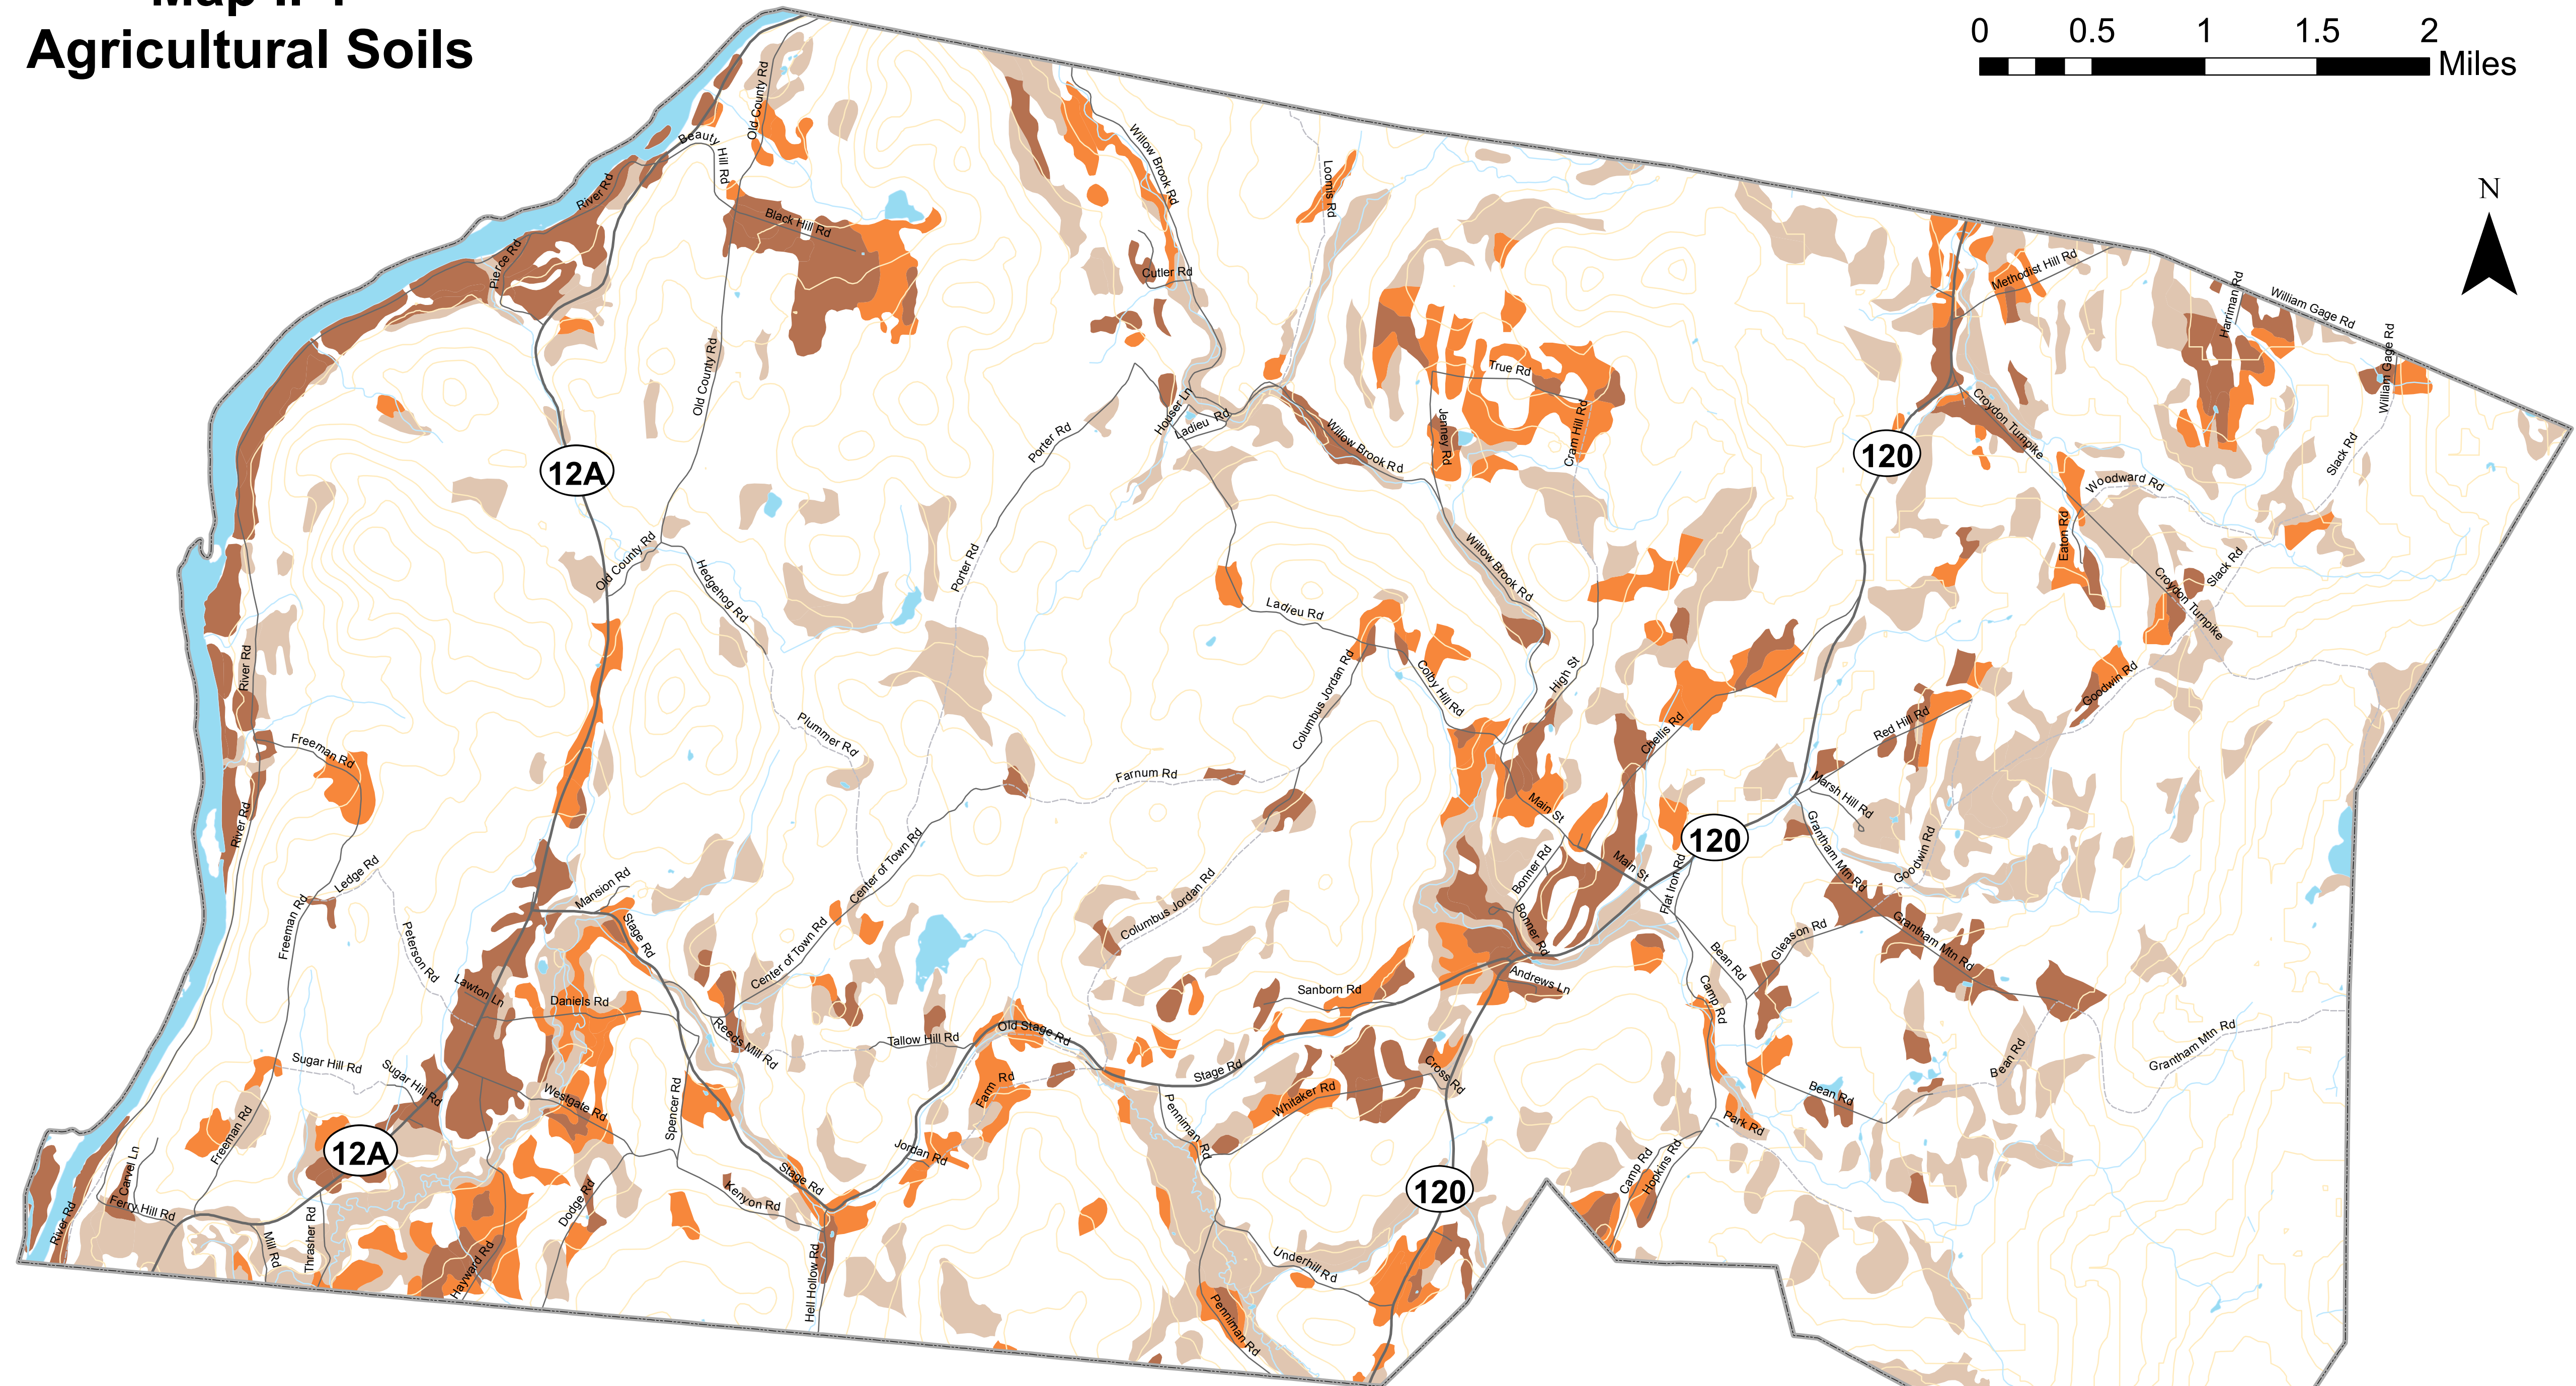 Agricultural Soils
0 0.5 1 1.5 2
Miles
N
Old County Rd
Beauty Hill Rd
River Rd
Black Hill Rd
Pierce Rd
Willow Brook Rd
Loomis Rd
Cutler Rd
Methodist Hill Rd
Harriman Rd
William Gage Rd
William Gage Rd
Old County Rd
True Rd
Houser Ln
Ladieu Rd
Porter Rd
Willow Brook Rd
Jenney Rd
Cram Hill Rd
Croydon Turnpike
120
12A
Slack Rd
Woodward Rd
Eaton Rd
Old County Rd
Hedgehog Rd
Porter Rd
Willow Brook Rd
Slack Rd
Croydon Turnpike
Ladieu Rd
River Rd
Columbus Jordan Rd
Colby Hill Rd
High St
Goodwin Rd
Red Hill Rd
Chellis Rd
Plummer Rd
Freeman Rd
Farnum Rd
Main St
Marsh Hill Rd
River Rd
120
Grantham Mtn Rd
Goodwin Rd
Main St
Bonner Rd
Flat Iron Rd
Center of Town Rd
Ledge Rd
Mansion Rd
Columbus Jordan Rd
Freeman Rd
Peterson Rd
Stage Rd
Center of Town Rd
Bonner Rd
Bean Rd
Gleason Rd
Grantham Mtn Rd
Lawton Ln
Daniels Rd
Sanborn Rd
Andrews Ln
Camp Rd
Reeds Mill Rd
Tallow Hill Rd
Old Stage Rd
Grantham Mtn Rd
Sugar Hill Rd
Sugar Hill Rd
Stage Rd
Cross Rd
Bean Rd
Westgate Rd
Spencer Rd
Farm Rd
Whitaker Rd
Bean Rd
Park Rd
Freeman Rd
12A
Penniman Rd
Jordan Rd
Carvel Ln
Camp Rd
Hopkins Rd
Stage Rd
Kenyon Rd
120
Ferry Hill Rd
River Rd
Mill Rd
Thrasher Rd
Hayward Rd
Dodge Rd
Hell Hollow Rd
Underhill Rd
Penniman Rd